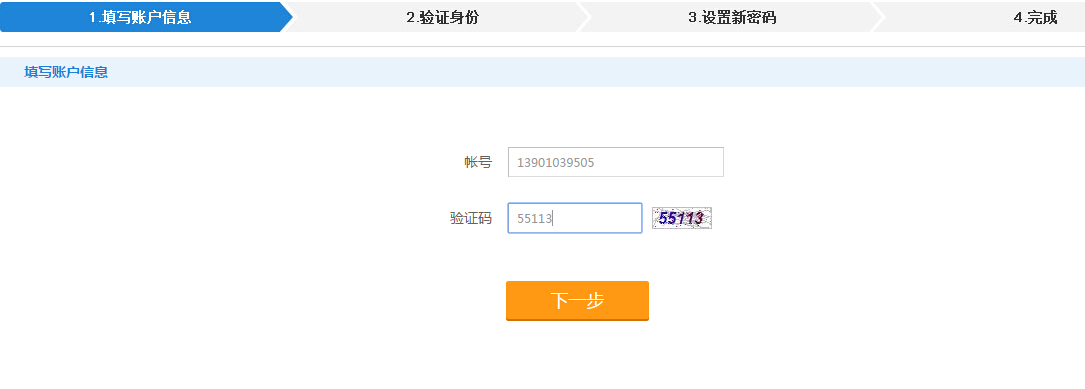 1.填写账户信息 2.验证身份 3.设置新密码 4.完成
填写账户信息
帐号 13901039505
验证码 55113 55113
下一步